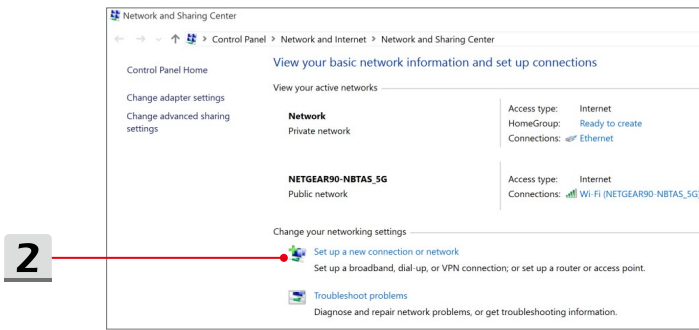 Network and Sharing Center
Control Panel > Network and Internet > Network and Sharing Center
Control Panel Home
Change adapter settings
Change advanced sharing
settings
View your basic network information and set up connections
View your active networks
Network
Private network
Access type: Internet
HomeGroup: Ready to create
Connections: Ethernet
NETGEAR90-NBTAS_5G
Public network
Access type: Internet
Connections: Wi-Fi (NETGEAR90-NBTAS_5G)
Change your networking settings
2
Set up a new connection or network
Set up a broadband, dial-up, or VPN connection; or set up a router or access point.
Troubleshoot problems
Diagnose and repair network problems, or get troubleshooting information.